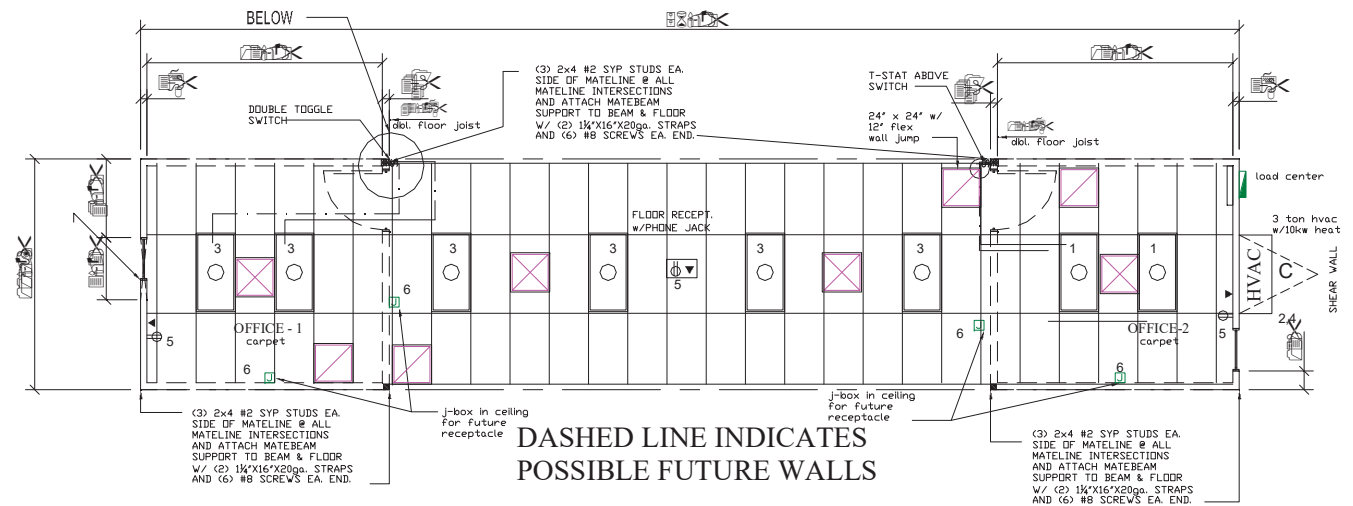 BELOW
(3) 2x4 #2 SYP STUDS EA.
SIDE OF MATELINE @ ALL
MATELINE INTERSECTIONS
AND ATTACH MATEBEAM
SUPPORT TO BEAM & FLOOR
W/ (2) 1¼"X16"X20ga. STRAPS
AND (6) #8 SCREWS EA. END.
T-STAT ABOVE
SWITCH
DOUBLE TOGGLE
SWITCH
dbl. floor joist
24" x 24" w/
12" flex
wall jump
dbl. floor joist
load center
3 ton hvac
w/10kw heat
FLOOR RECEPT.
w/PHONE JACK
3
3
3
3
3
3
1
1
5
HVAC
C
SHEAR WALL
6
6
5
5
2,4
OFFICE - 1
carpet
OFFICE-2
carpet
6
J
J
J
6
J
(3) 2x4 #2 SYP STUDS EA.
SIDE OF MATELINE @ ALL
MATELINE INTERSECTIONS
AND ATTACH MATEBEAM
SUPPORT TO BEAM & FLOOR
W/ (2) 1¼"X16"X20ga. STRAPS
AND (6) #8 SCREWS EA. END.
j-box in ceiling
for future
receptacle
DASHED LINE INDICATES
POSSIBLE FUTURE WALLS
j-box in ceiling
for future
receptacle
(3) 2x4 #2 SYP STUDS EA.
SIDE OF MATELINE @ ALL
MATELINE INTERSECTIONS
AND ATTACH MATEBEAM
SUPPORT TO BEAM & FLOOR
W/ (2) 1¼"X16"X20ga. STRAPS
AND (6) #8 SCREWS EA. END.